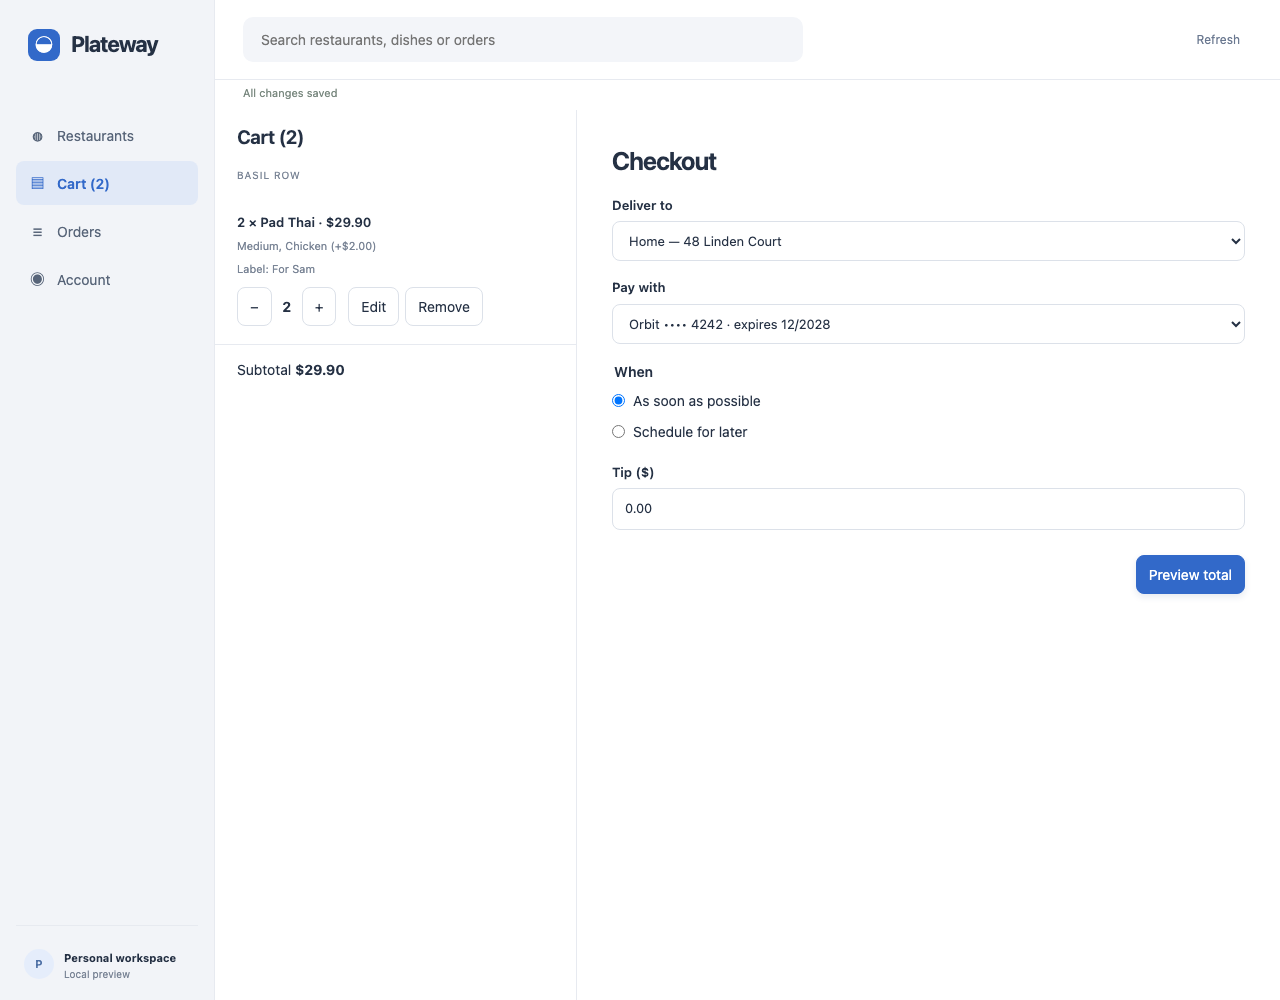 Plateway
Restaurants
Cart (2)
Orders
Account
P
Personal workspace
Local preview
Search restaurants, dishes or orders
Refresh
All changes saved
Cart (2)
BASIL ROW
2 × Pad Thai · $29.90
Medium, Chicken (+$2.00)
Label: For Sam
− 2 + Edit Remove
Subtotal $29.90
Checkout
Deliver to
Home — 48 Linden Court
Pay with
Orbit •••• 4242 · expires 12/2028
When
As soon as possible
Schedule for later
Tip ($)
0.00
Preview total